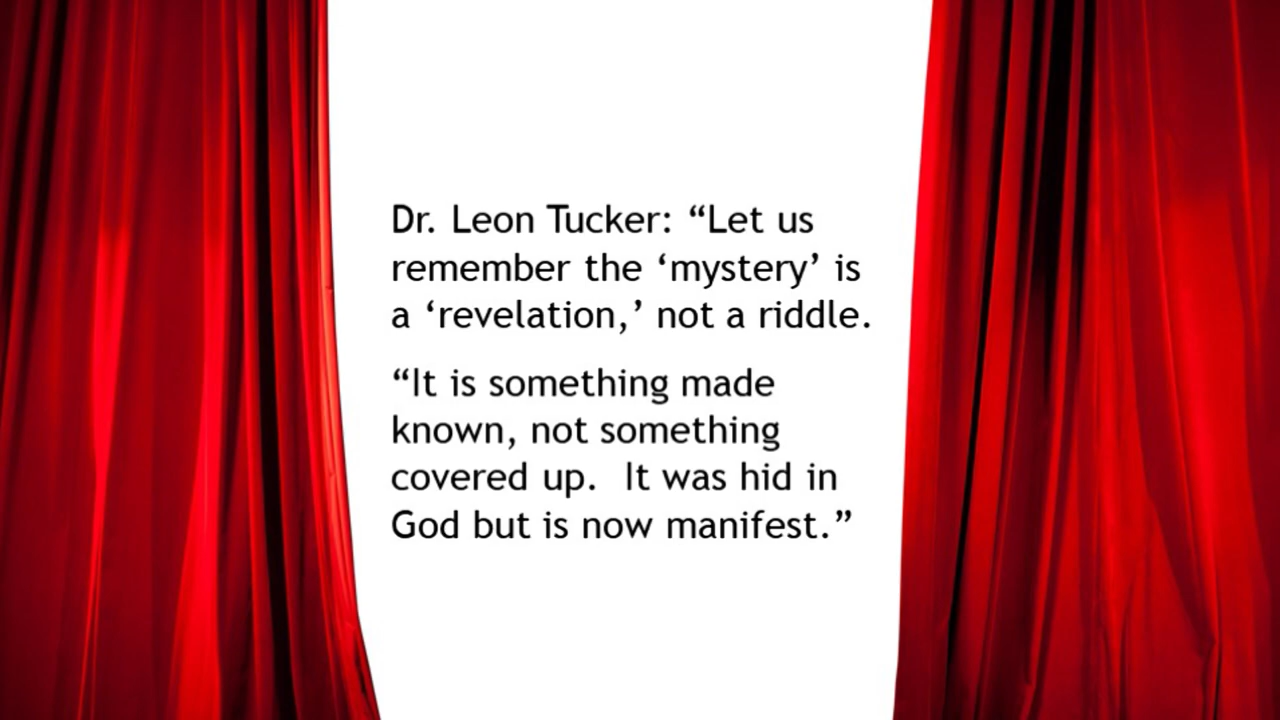 Dr. Leon Tucker: “Let us
remember the ‘mystery’ is
a ‘revelation,’ not a riddle.
“It is something made
known, not something
covered up.  It was hid in
God but is now manifest.”